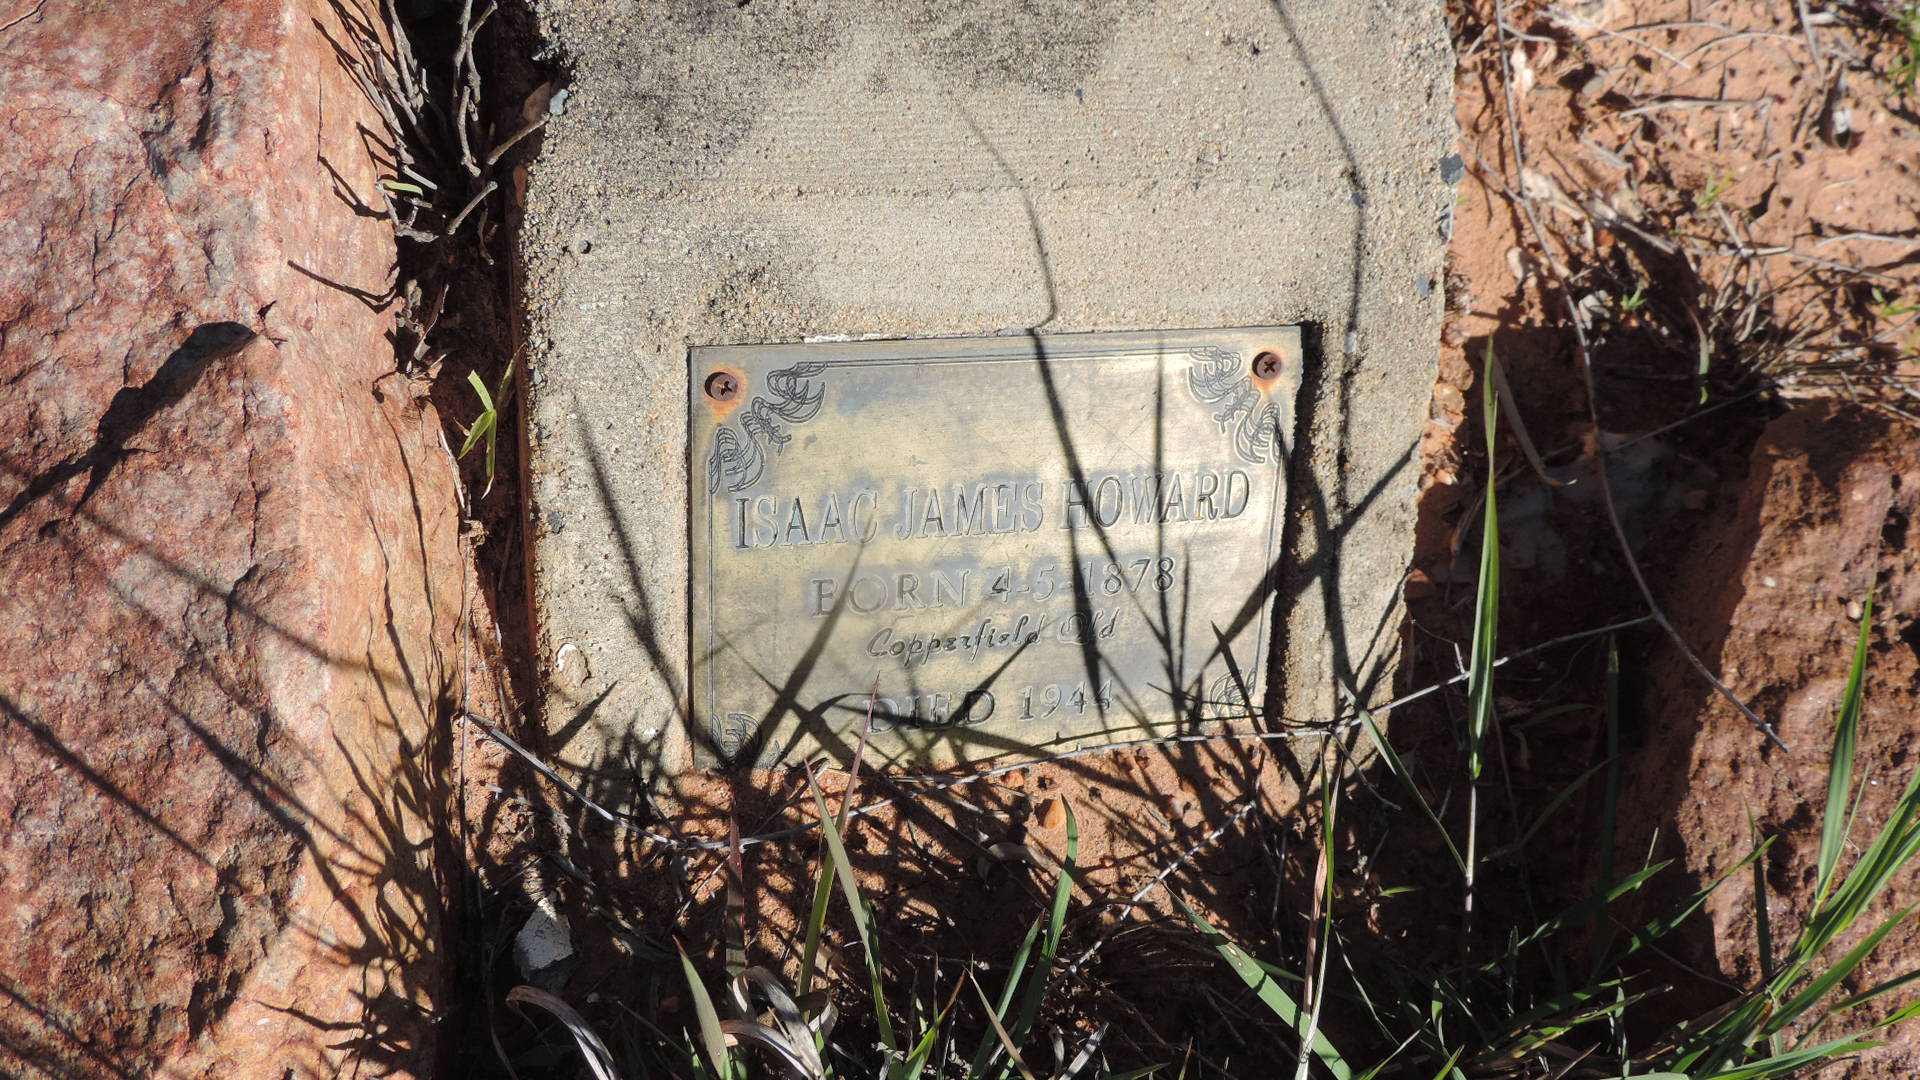 ISAAC JAMES HOWARD
BORN 4-5-1878
Copperfield Qld
DIED 1944